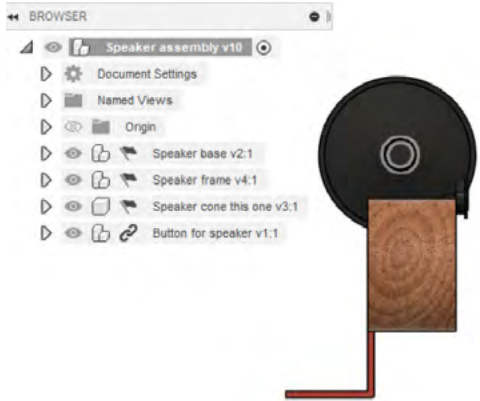 BROWSER
Speaker assembly v10
Document Settings
Named Views
Origin
Speaker base v2:1
Speaker frame v4:1
Speaker cone this one v3:1
Button for speaker v1:1